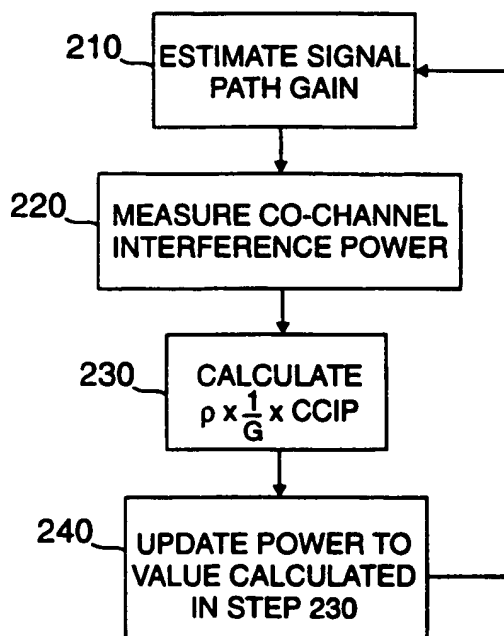 210
ESTIMATE SIGNAL
PATH GAIN
220
MEASURE CO-CHANNEL
INTERFERENCE POWER
230
CALCULATE
ρ x 1/G x CCIP
240
UPDATE POWER TO
VALUE CALCULATED
IN STEP 230